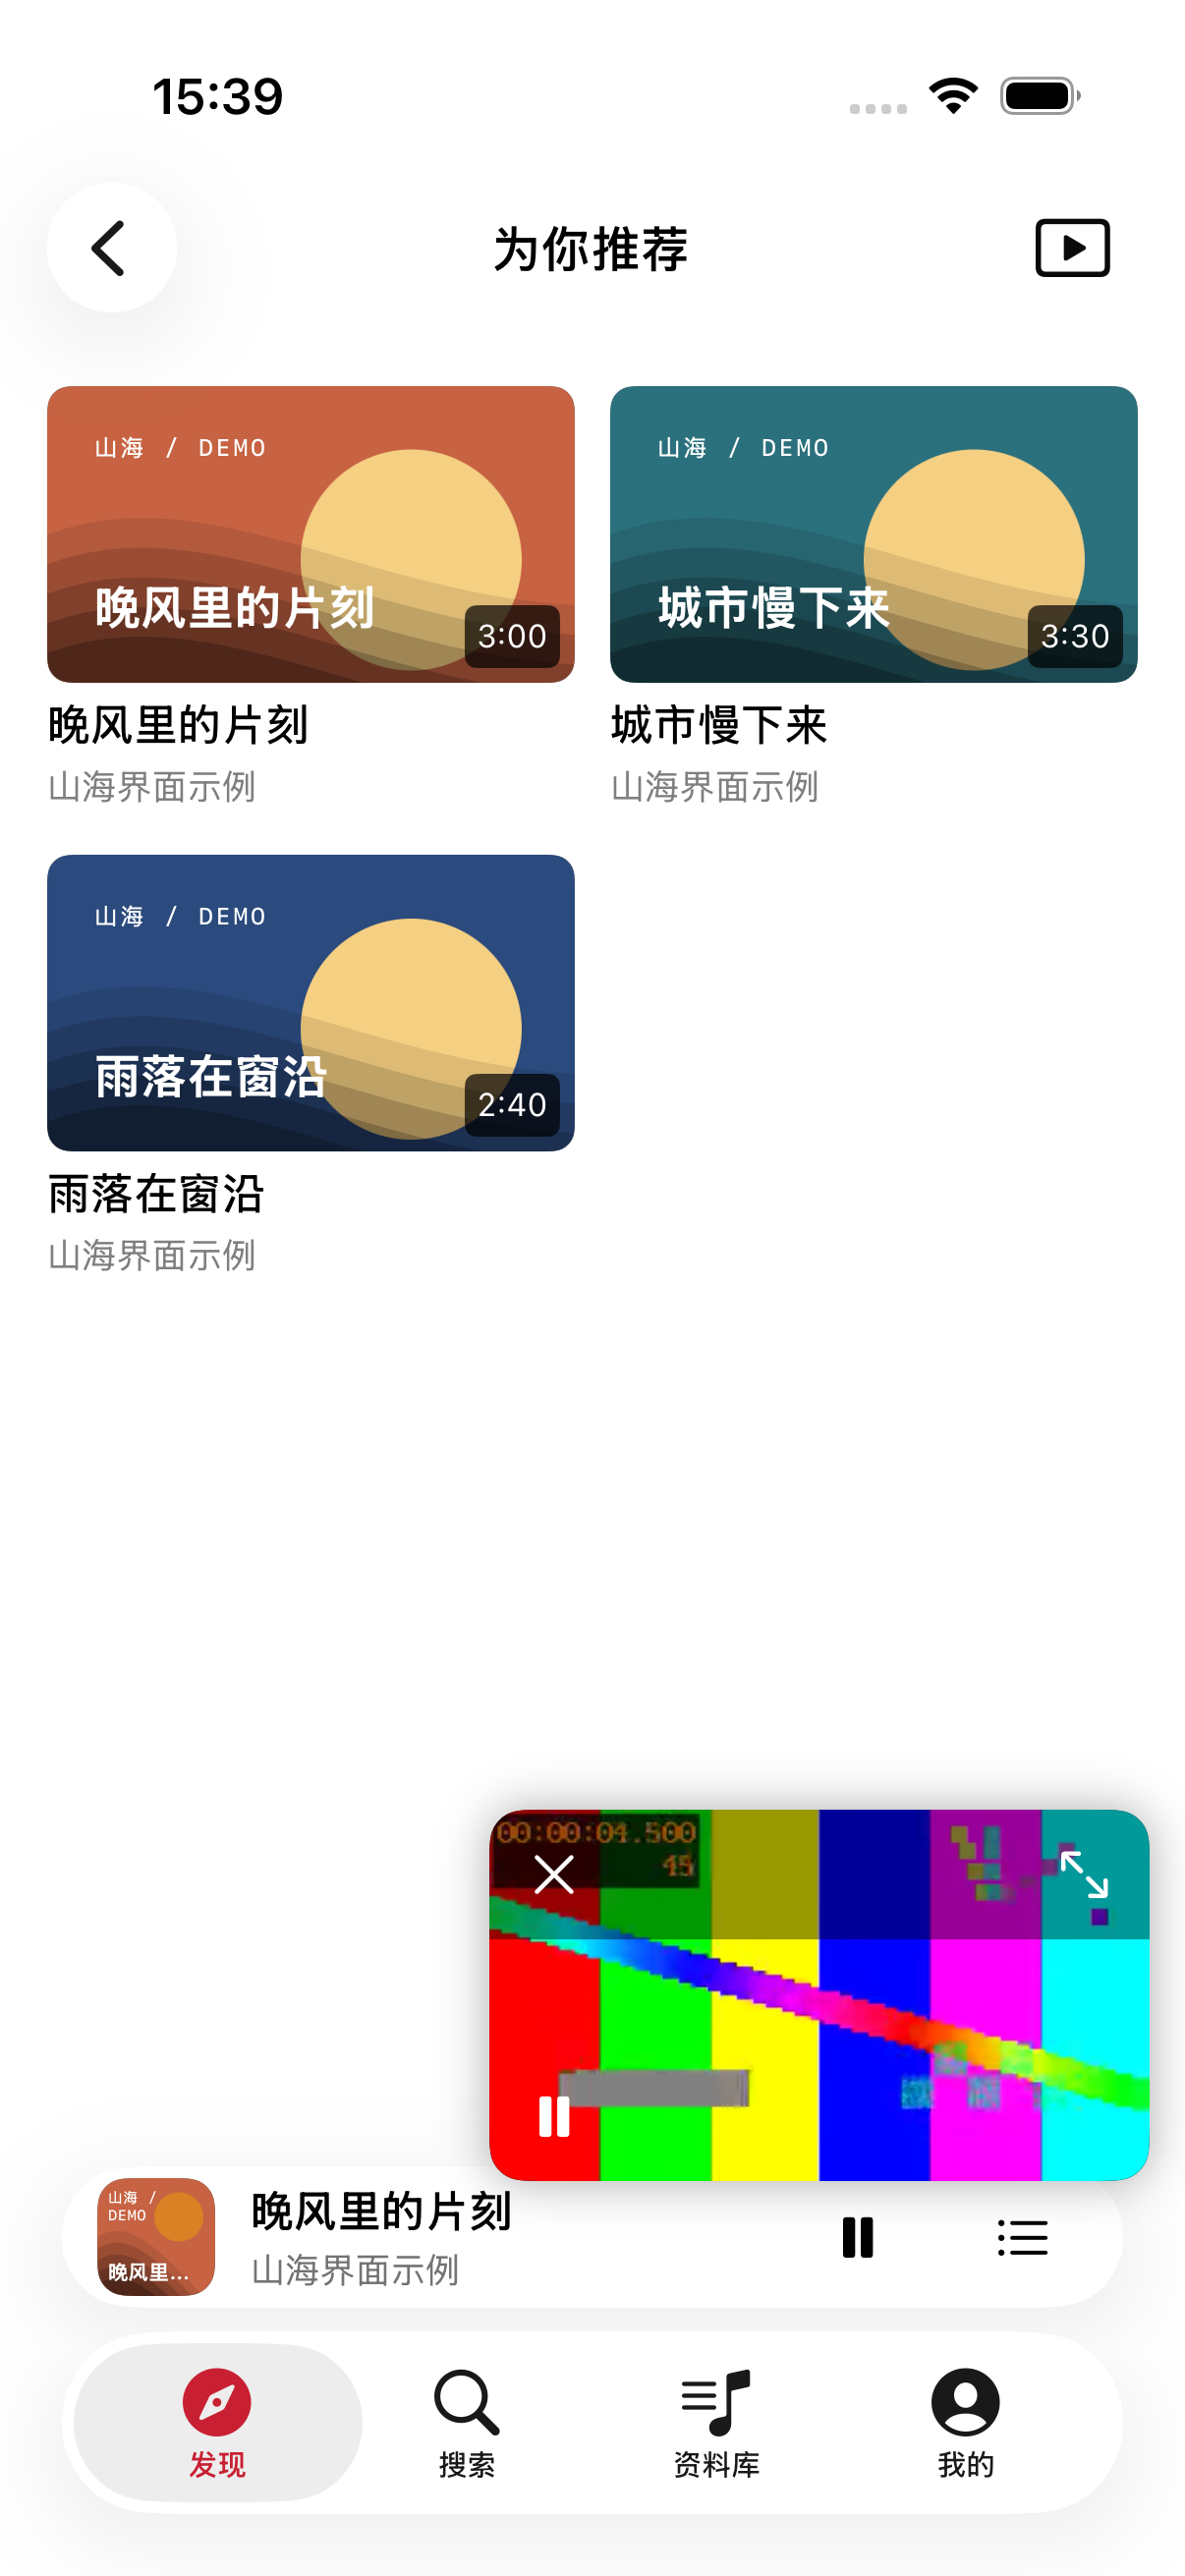 15:39
为你推荐
山海 / DEMO
晚风里的片刻
3:00
晚风里的片刻
山海界面示例
山海 / DEMO
城市慢下来
3:30
城市慢下来
山海界面示例
山海 / DEMO
雨落在窗沿
2:40
雨落在窗沿
山海界面示例
00:00:04.500
45
山海 /
DEMO
晚风里...
晚风里的片刻
山海界面示例
发现
搜索
资料库
我的